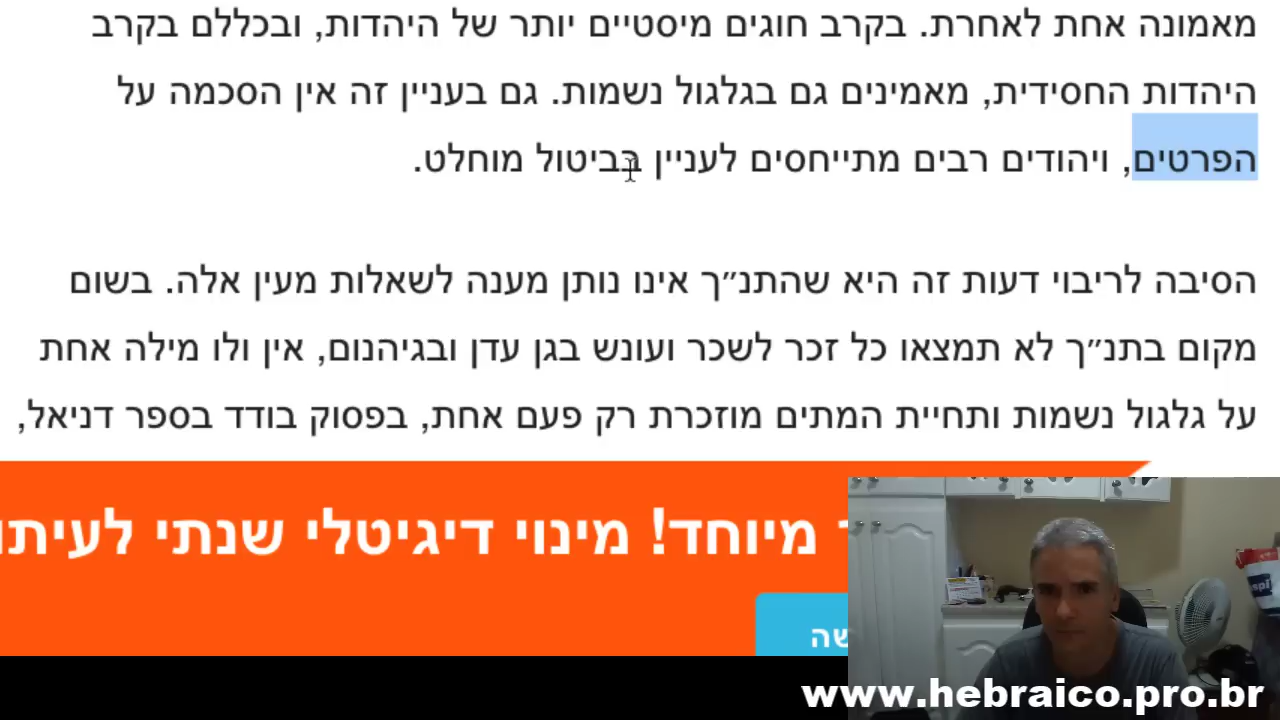 מאמונה אחת לאחרת. בקרב חוגים מיסטיים יותר של היהדות, ובכללם בקרב
היהדות החסידית, מאמינים גם בגלגול נשמות. גם בעניין זה אין הסכמה על
הפרטים, ויהודים רבים מתייחסים לעניין בביטול מוחלט.
הסיבה לריבוי דעות זה היא שהתנ״ך אינו נותן מענה לשאלות מעין אלה. בשום
מקום בתנ״ך לא תמצאו כל זכר לשכר ועונש בגן עדן ובגיהנום, אין ולו מילה אחת
על גלגול נשמות ותחיית המתים מוזכרת רק פעם אחת, בפסוק בודד בספר דניאל,
מיוחד! מינוי דיגיטלי שנתי
www.hebraico.pro.br